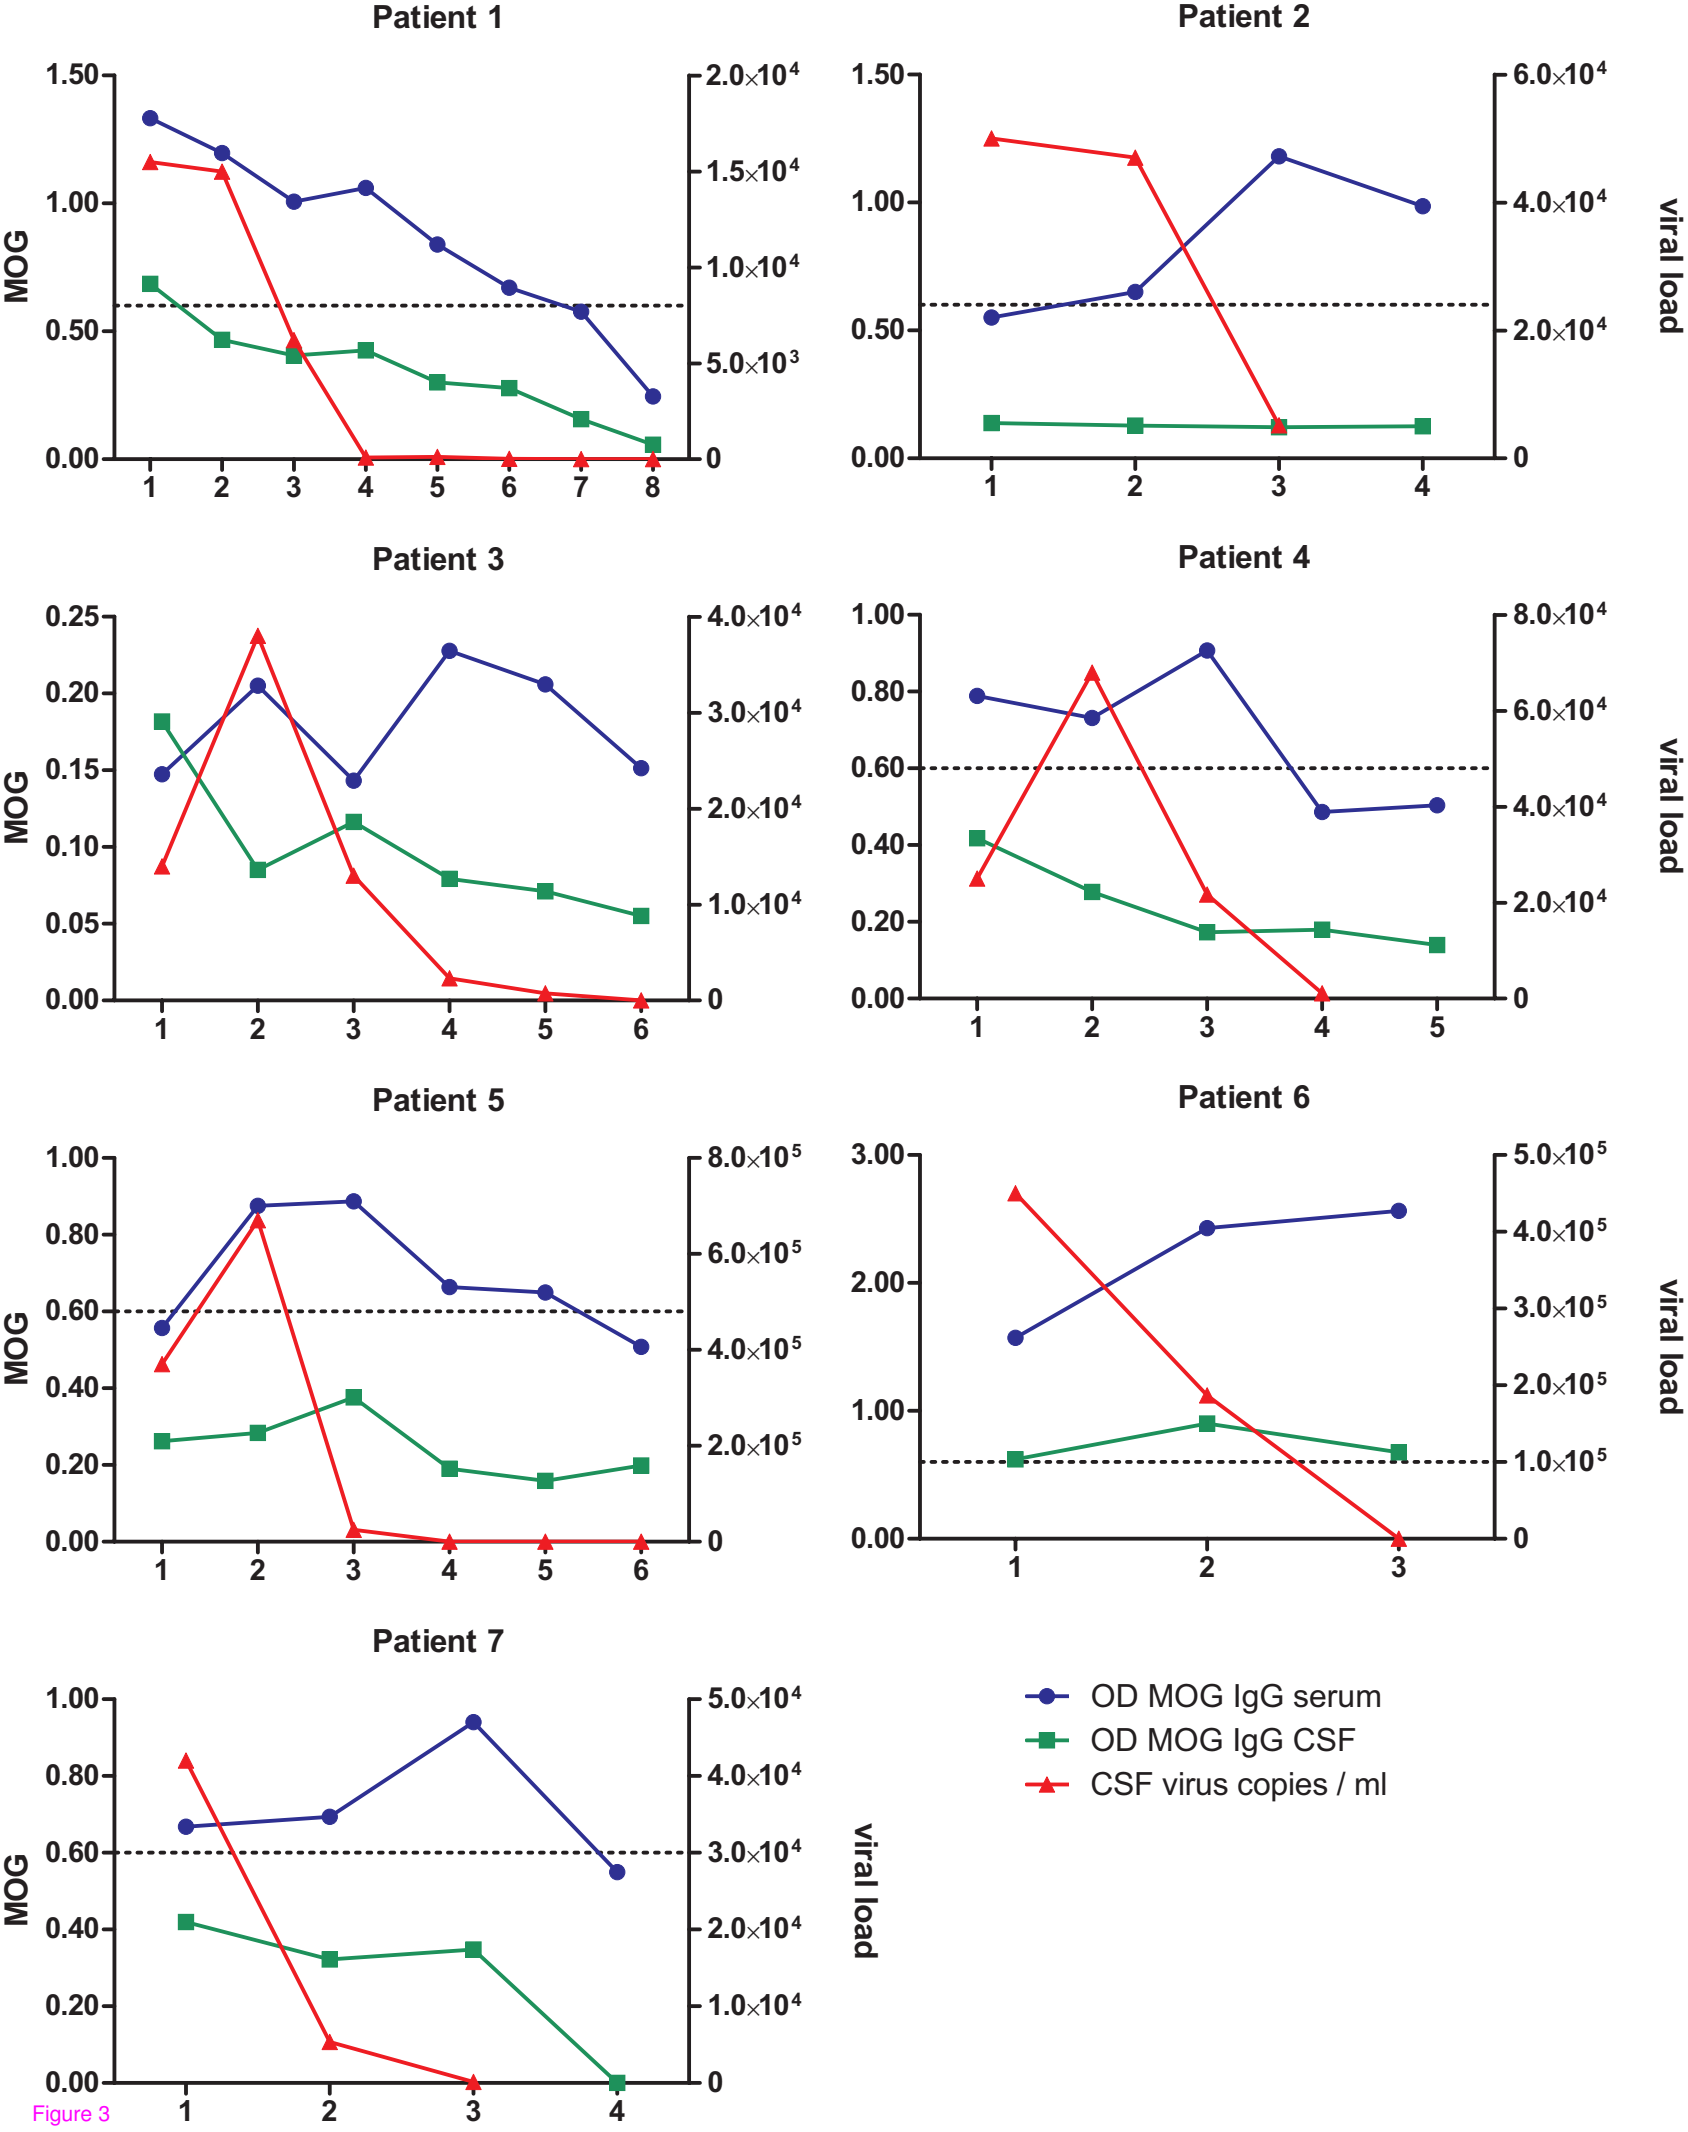 Patient 1
Patient 2
1.50
1.00
0.50
0.00
MOG
2.0×10⁴
1.5×10⁴
1.0×10⁴
5.0×10³
0
1 2 3 4 5 6 7 8
1.50
1.00
0.50
0.00
6.0×10⁴
4.0×10⁴
2.0×10⁴
0
viral load
1 2 3 4
Patient 3
Patient 4
0.25
0.20
0.15
0.10
0.05
0.00
MOG
4.0×10⁴
3.0×10⁴
2.0×10⁴
1.0×10⁴
0
1 2 3 4 5 6
1.00
0.80
0.60
0.40
0.20
0.00
8.0×10⁴
6.0×10⁴
4.0×10⁴
2.0×10⁴
0
viral load
1 2 3 4 5
Patient 5
Patient 6
1.00
0.80
0.60
0.40
0.20
0.00
MOG
8.0×10⁵
6.0×10⁵
4.0×10⁵
2.0×10⁵
0
1 2 3 4 5 6
3.00
2.00
1.00
0.00
5.0×10⁵
4.0×10⁵
3.0×10⁵
2.0×10⁵
1.0×10⁵
0
viral load
1 2 3
Patient 7
1.00
0.80
0.60
0.40
0.20
0.00
MOG
5.0×10⁴
4.0×10⁴
3.0×10⁴
2.0×10⁴
1.0×10⁴
0
viral load
1 2 3 4
OD MOG IgG serum
OD MOG IgG CSF
CSF virus copies / ml
Figure 3